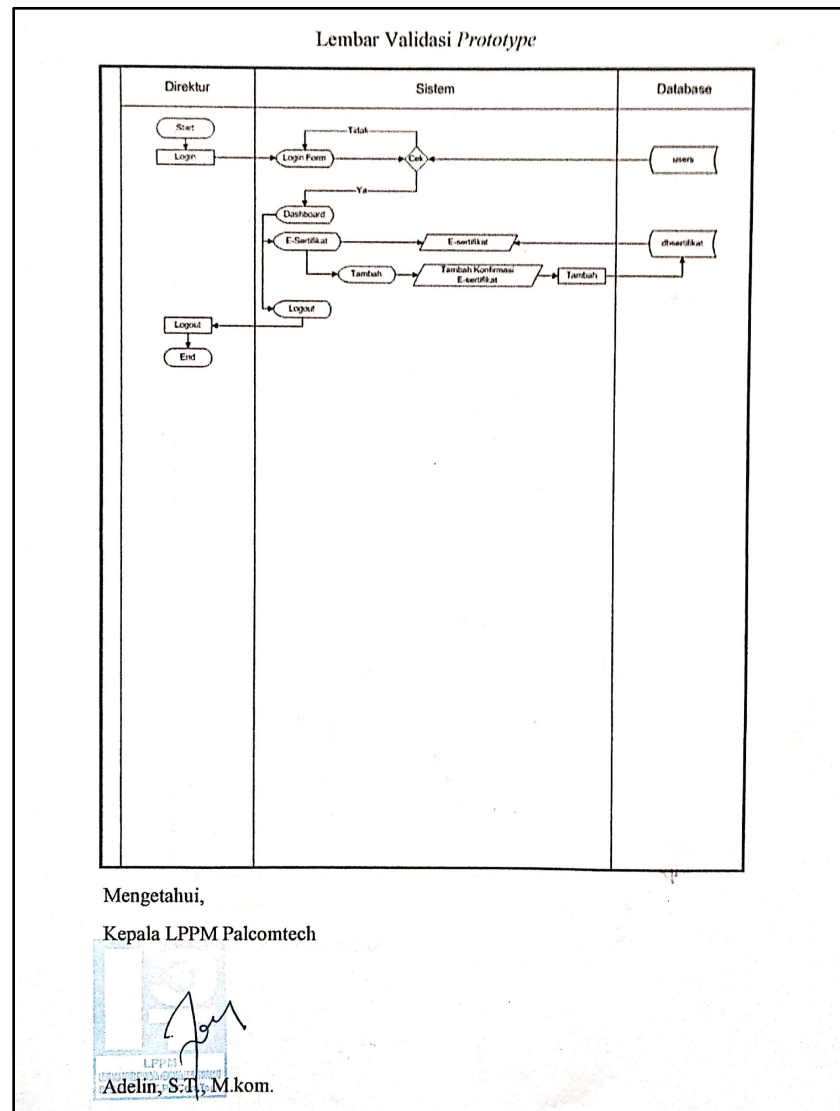 Lembar Validasi Prototype
Direktur
Sistem
Database
Start
Tidak
Login
Login Form
Cek
users
Ya
Dashboard
E-Sertifikat
E-sertifikat
dbsertifikat
Tambah
Tambah Konfirmasi
E-sertifikat
Tambah
Logout
Logout
End
Mengetahui,
Kepala LPPM Palcomtech
LPPM
Adelin, S.T., M.kom.